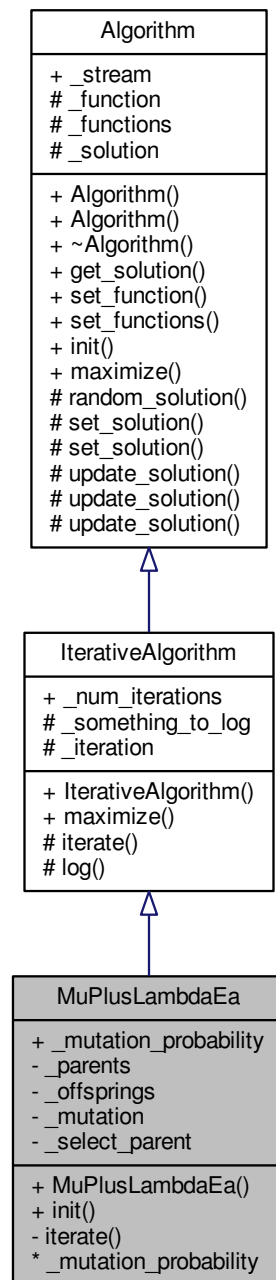 Algorithm
+ _stream
# _function
# _functions
# _solution
+ Algorithm()
+ Algorithm()
+ ~Algorithm()
+ get_solution()
+ set_function()
+ set_functions()
+ init()
+ maximize()
# random_solution()
# set_solution()
# set_solution()
# update_solution()
# update_solution()
# update_solution()
IterativeAlgorithm
+ _num_iterations
# _something_to_log
# _iteration
+ IterativeAlgorithm()
+ maximize()
# iterate()
# log()
MuPlusLambdaEa
+ _mutation_probability
- _parents
- _offsprings
- _mutation
- _select_parent
+ MuPlusLambdaEa()
+ init()
- iterate()
* _mutation_probability